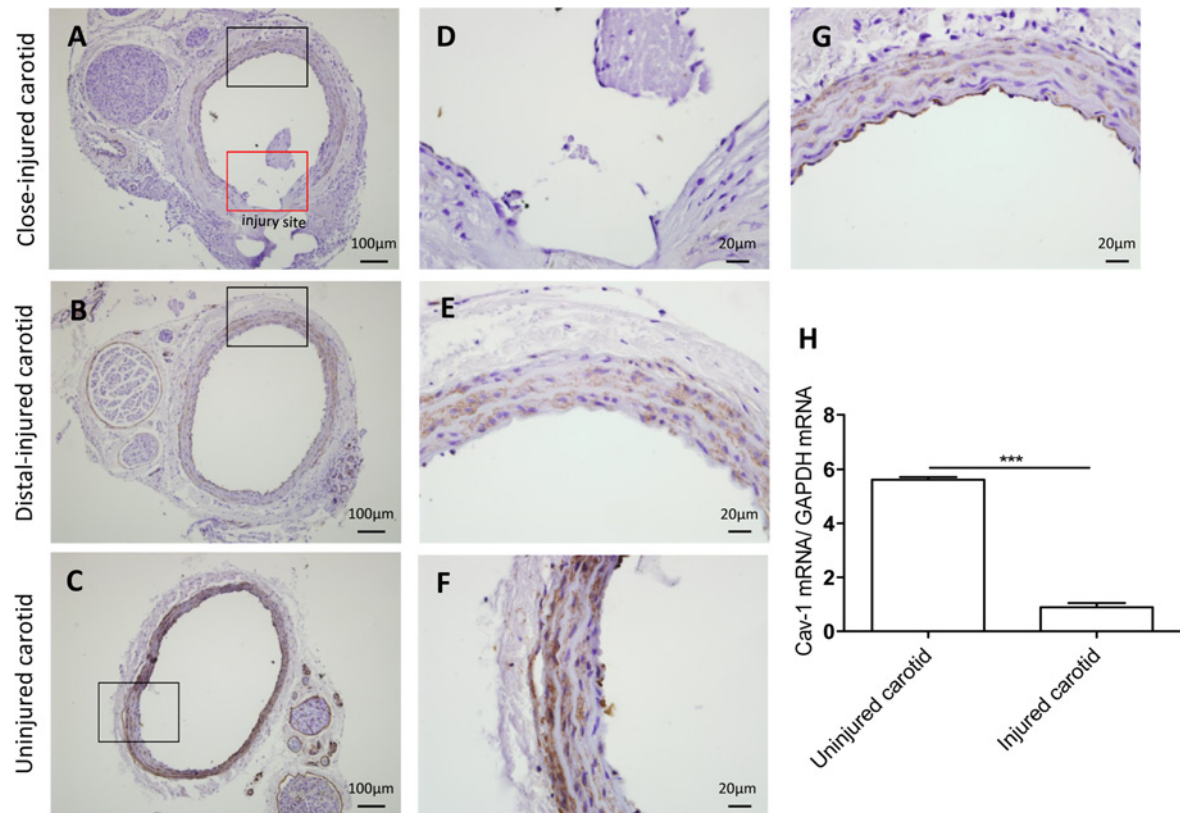 Close-injured carotid
A
injury site
100μm
D
20μm
G
20μm
Distal-injured carotid
B
100μm
E
20μm
Uninjured carotid
C
100μm
F
20μm
H
Cav-1 mRNA/ GAPDH mRNA
8
6
4
2
0
***
Uninjured carotid
Injured carotid